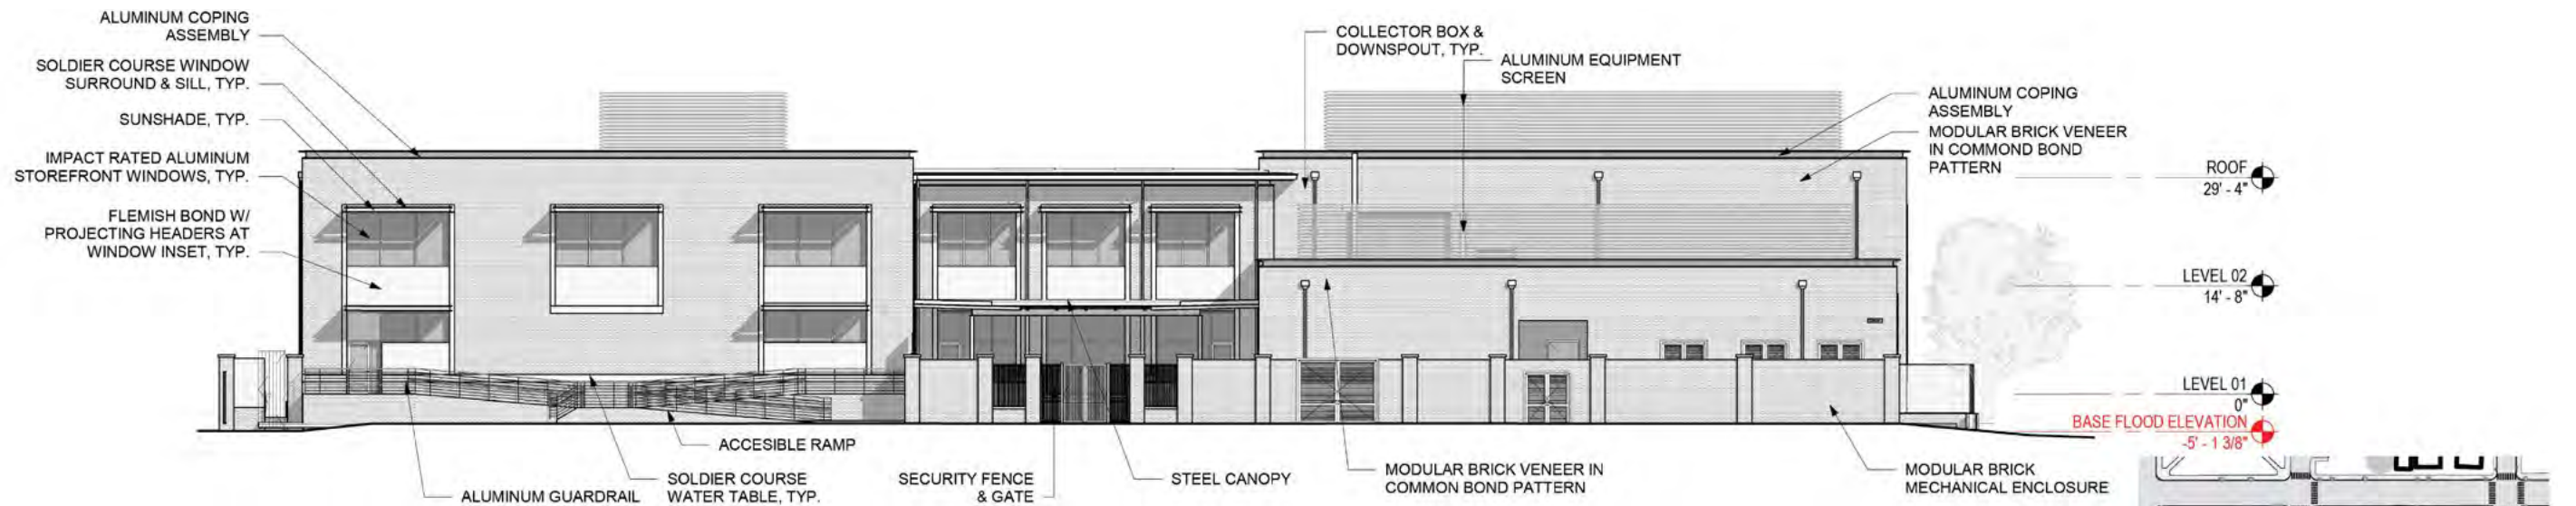 ALUMINUM COPING
ASSEMBLY
SOLDIER COURSE WINDOW
SURROUND & SILL, TYP.
SUNSHADE, TYP.
IMPACT RATED ALUMINUM
STOREFRONT WINDOWS, TYP.
FLEMISH BOND W/
PROJECTING HEADERS AT
WINDOW INSET, TYP.
COLLECTOR BOX &
DOWNSPOUT, TYP.
ALUMINUM EQUIPMENT
SCREEN
ALUMINUM COPING
ASSEMBLY
MODULAR BRICK VENEER
IN COMMOND BOND
PATTERN
ROOF
29' - 4"
LEVEL 02
14' - 8"
LEVEL 01
0"
BASE FLOOD ELEVATION
-5' - 1 3/8"
ACCESIBLE RAMP
ALUMINUM GUARDRAIL
SOLDIER COURSE
WATER TABLE, TYP.
SECURITY FENCE
& GATE
STEEL CANOPY
MODULAR BRICK VENEER IN
COMMON BOND PATTERN
MODULAR BRICK
MECHANICAL ENCLOSURE